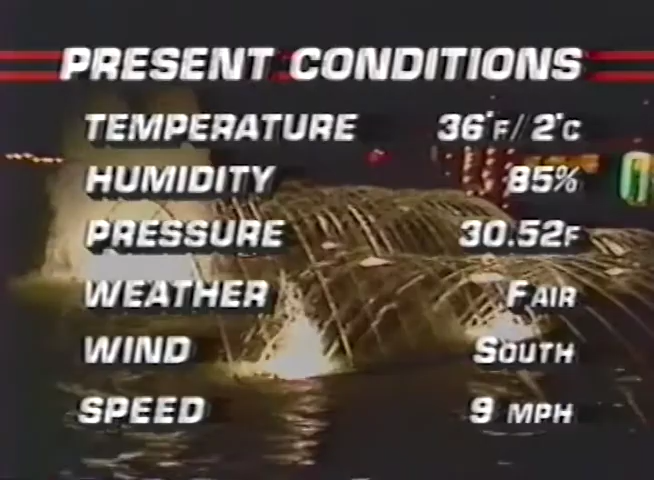 PRESENT CONDITIONS
TEMPERATURE 36°F/2°C
HUMIDITY 85%
PRESSURE 30.52F
WEATHER FAIR
WIND SOUTH
SPEED 9 MPH